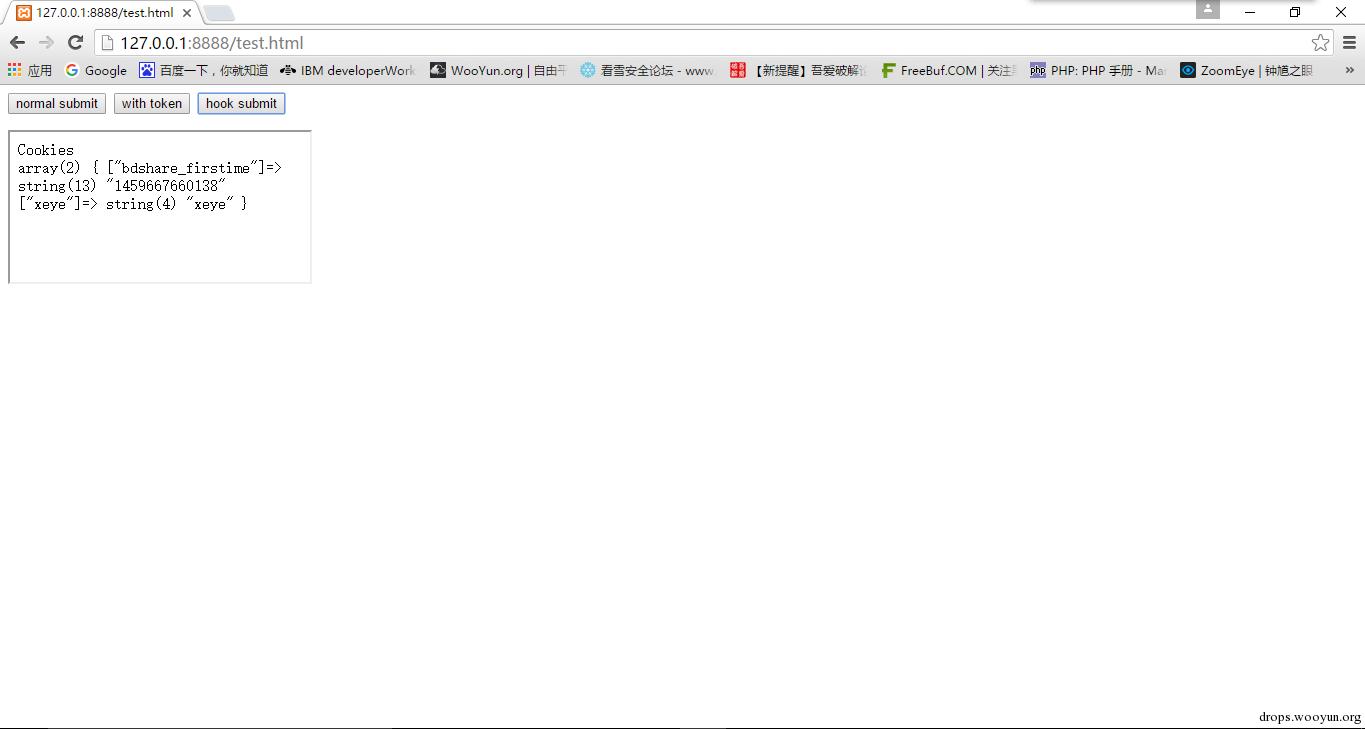 127.0.0.1:8888/test.html
127.0.0.1:8888/test.html
应用 Google 百度一下，你就知道 IBM developerWork WooYun.org | 自由平 看雪安全论坛 - www. 【新提醒】吾爱破解论 FreeBuf.COM | 关注黑 PHP: PHP 手册 - Man ZoomEye | 钟馗之眼 »
normal submit with token hook submit
Cookies
array(2) { ["bdshare_firstime"]=>
string(13) "1459667660138"
["xeye"]=> string(4) "xeye" }
drops.wooyun.org